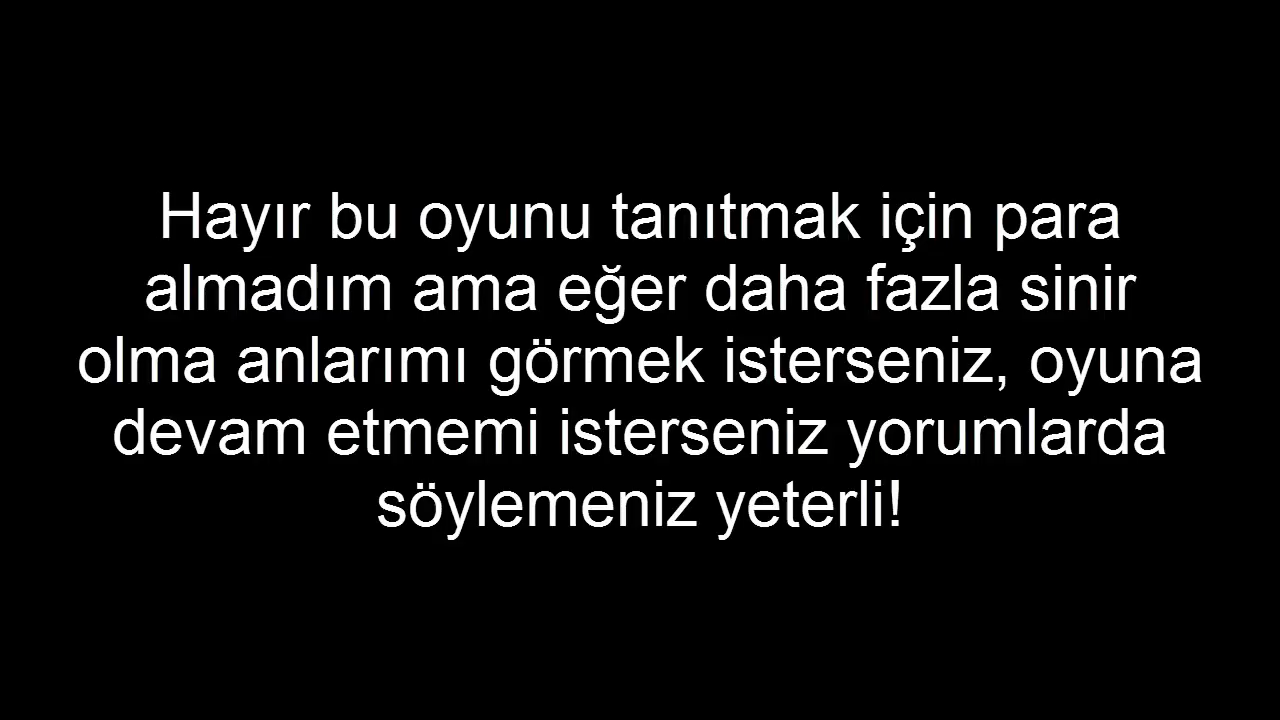 Hayır bu oyunu tanıtmak için para
almadım ama eğer daha fazla sinir
olma anlarımı görmek isterseniz, oyuna
devam etmemi isterseniz yorumlarda
söylemeniz yeterli!